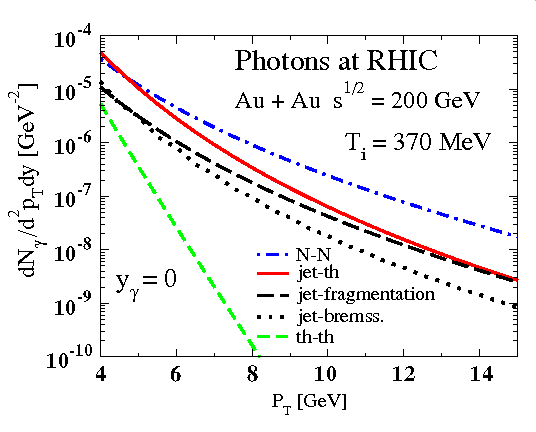 Photons at RHIC
Au + Au s^1/2 = 200 GeV
T_i = 370 MeV
dN_γ/d^2p_Tdy [GeV^-2]
10^-4
10^-5
10^-6
10^-7
10^-8
10^-9
10^-10
y_γ = 0
N-N
jet-th
jet-fragmentation
jet-bremss.
th-th
4 6 8 10 12 14
P_T [GeV]